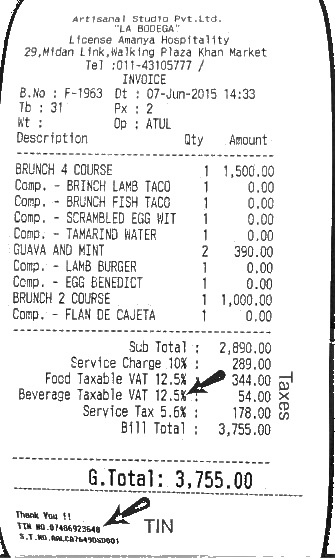 Artisanal Studio Pvt.Ltd.
"LA BODEGA"
License Amanya Hospitality
29,Midan Link,Walking Plaza Khan Market
Tel :011-43105777 /
INVOICE
B.No : F-1963 Dt : 07-Jun-2015 14:33
Tb : 31 Px : 2
Wt : Op : ATUL
Description Qty Amount
BRUNCH 4 COURSE 1 1,500.00
Comp. - BRINCH LAMB TACO 1 0.00
Comp. - BRUNCH FISH TACO 1 0.00
Comp. - SCRAMBLED EGG WIT 1 0.00
Comp. - TAMARIND WATER 1 0.00
GUAVA AND MINT 2 390.00
Comp. - LAMB BURGER 1 0.00
Comp. - EGG BENEDICT 1 0.00
BRUNCH 2 COURSE 1 1,000.00
Comp. - FLAN DE CAJETA 1 0.00
Sub Total : 2,890.00
Service Charge 10% : 289.00
Food Taxable VAT 12.5% : 344.00
Beverage Taxable VAT 12.5% : 54.00
Service Tax 5.6% : 178.00
Bill Total : 3,755.00
Taxes
G.Total: 3,755.00
Thank You !!
TIN NO.07486923640
TIN